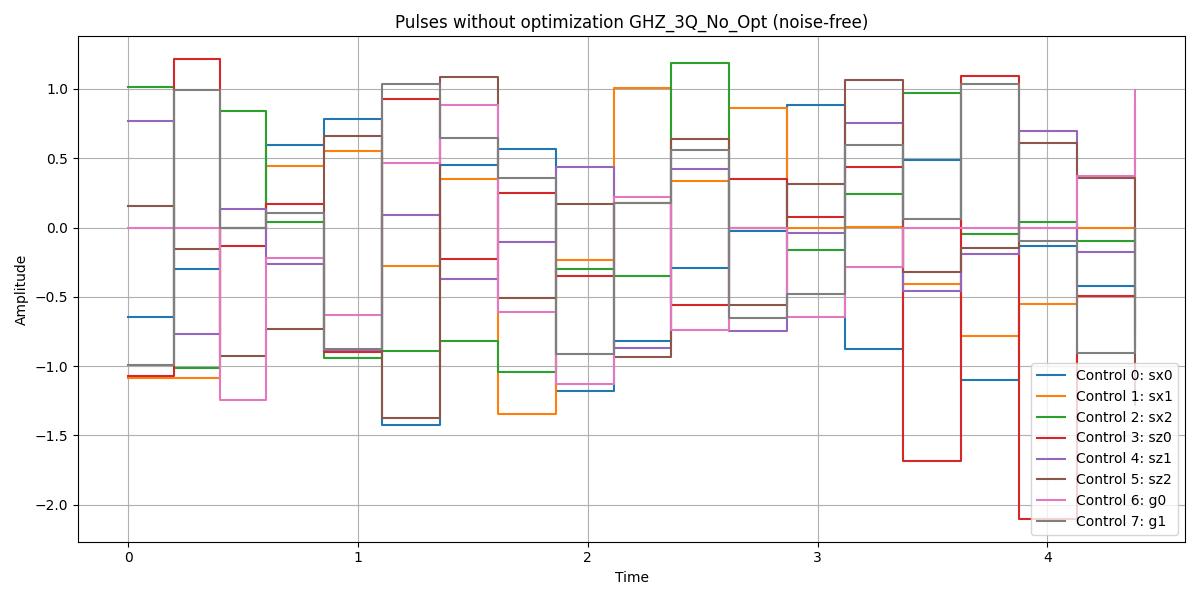 Pulses without optimization GHZ_3Q_No_Opt (noise-free)
1.0
0.5
0.0
−0.5
−1.0
−1.5
−2.0
Amplitude
0 1 2 3 4
Time
Control 0: sx0
Control 1: sx1
Control 2: sx2
Control 3: sz0
Control 4: sz1
Control 5: sz2
Control 6: g0
Control 7: g1